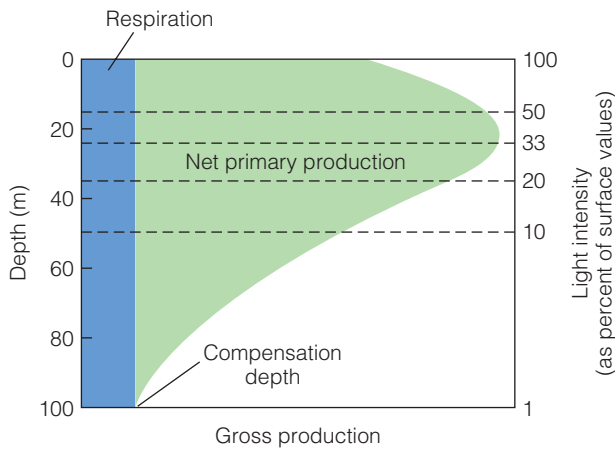 Respiration
0
20
40
60
80
100
Depth (m)
Net primary production
Compensation
depth
Gross production
100
50
33
20
10
1
Light intensity
(as percent of surface values)